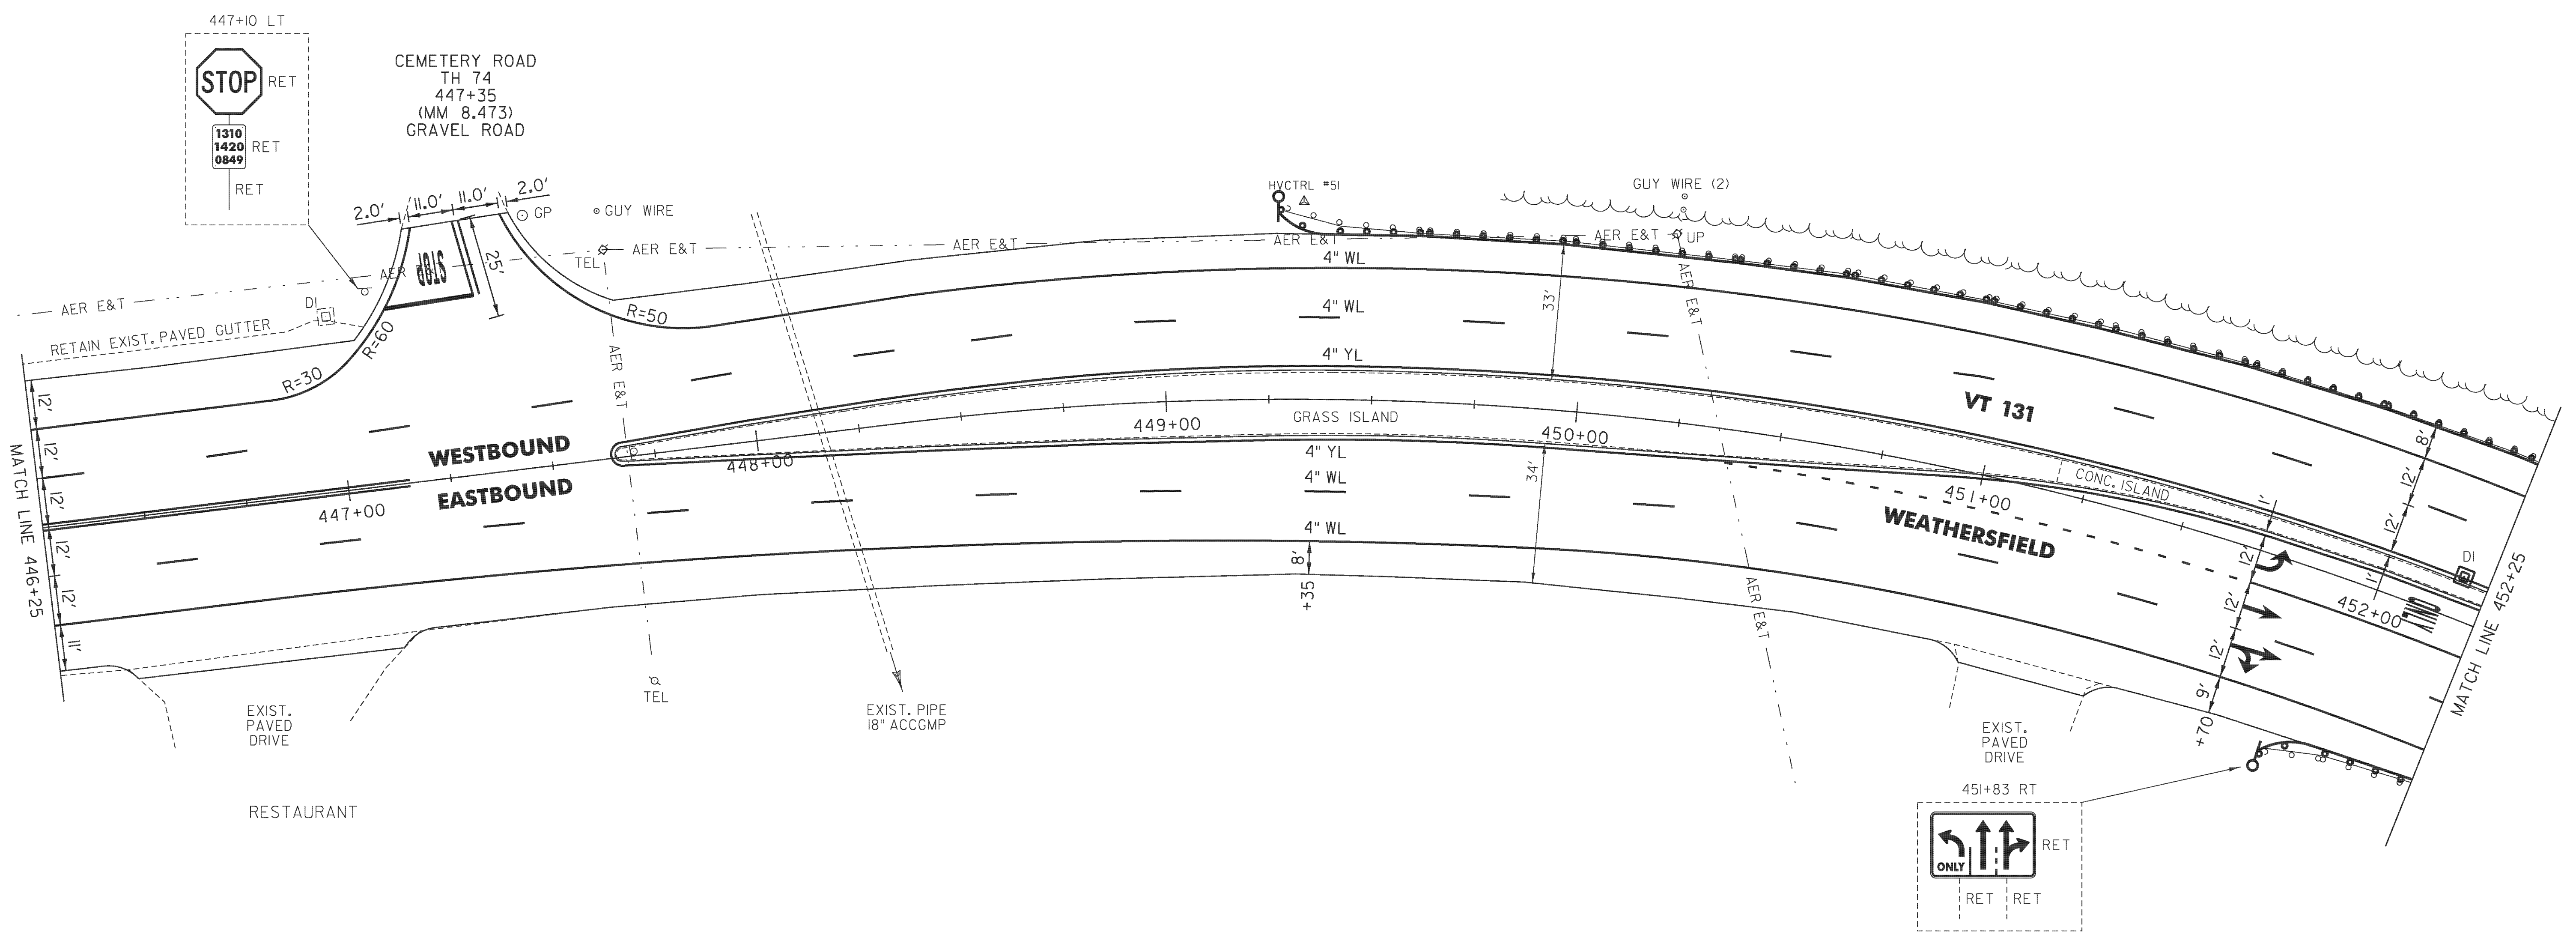 447+10 LT
STOP RET
1310
1420
0849
RET
RET
CEMETERY ROAD
TH 74
447+35
(MM 8.473)
GRAVEL ROAD
2.0' 11.0' 11.0' 2.0'
GP
GUY WIRE
STOP
25'
TEL
AER E&T
AER E&T
AER E&T
AER E&T
AER E&T
AER E&T
DI
RETAIN EXIST. PAVED GUTTER
R=30
R=60
R=50
HVCTRL #51
GUY WIRE (2)
UP
4" WL
4" WL
4" YL
33'
AER E&T
AER E&T
VT 131
WESTBOUND
EASTBOUND
447+00
448+00
449+00
GRASS ISLAND
450+00
451+00
CONC. ISLAND
452+00
4" YL
4" WL
4" WL
34'
8'
+35
WEATHERSFIELD
AER E&T
12'
12'
12'
12'
12'
11'
MATCH LINE 446+25
8'
12'
12'
1'
1'
12'
12'
12'
9'
+70
DI
MATCH LINE 452+25
EXIST.
PAVED
DRIVE
TEL
EXIST. PIPE
18" ACCGMP
EXIST.
PAVED
DRIVE
RESTAURANT
451+83 RT
ONLY
RET
RET RET